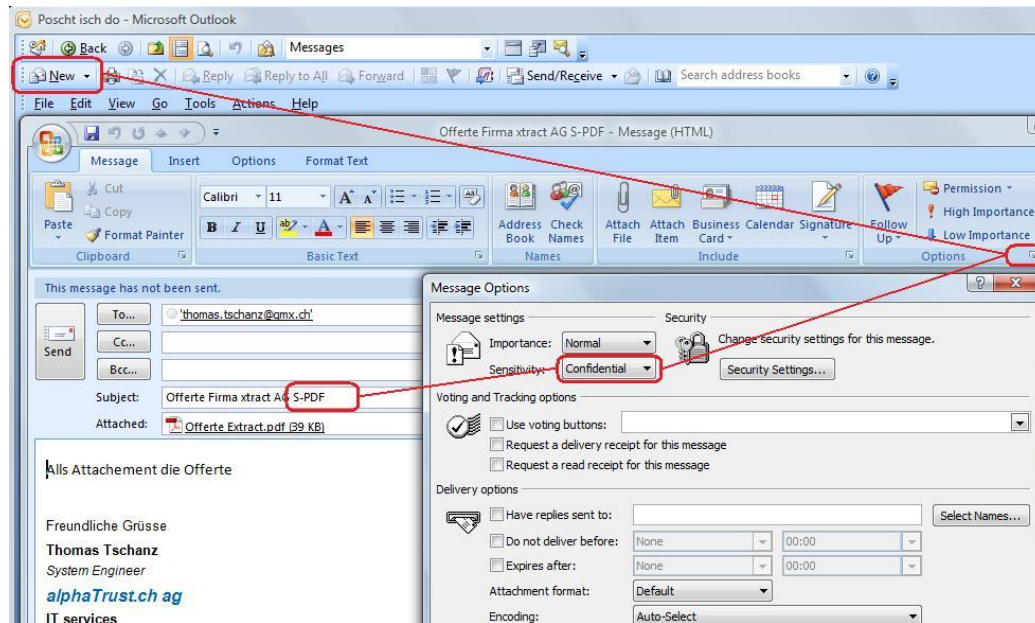 Poscht isch do - Microsoft Outlook
Back Messages
New Reply Reply to All Forward Send/Receive Search address books
File Edit View Go Tools Actions Help
Offerte Firma xtract AG S-PDF - Message (HTML)
Message Insert Options Format Text
Cut
Copy
Paste
Format Painter
Clipboard
Calibri 11
B I U ab A
Basic Text
Address Book
Check Names
Names
Attach File
Attach Item
Business Card
Calendar
Signature
Include
Follow Up
Permission
High Importance
Low Importance
Options
This message has not been sent.
Send
To... 'thomas.tschanz@gmx.ch'
Cc...
Bcc...
Subject: Offerte Firma xtract AG S-PDF
Attached: Offerte Extract.pdf (39 KB)
Alls Attachement die Offerte
Freundliche Grüsse
Thomas Tschanz
System Engineer
alphaTrust.ch ag
IT services
Message Options
Message settings
Importance: Normal
Sensitivity: Confidential
Security
Change security settings for this message.
Security Settings...
Voting and Tracking options
Use voting buttons:
Request a delivery receipt for this message
Request a read receipt for this message
Delivery options
Have replies sent to: Select Names...
Do not deliver before: None 00:00
Expires after: None 00:00
Attachment format: Default
Encoding: Auto-Select